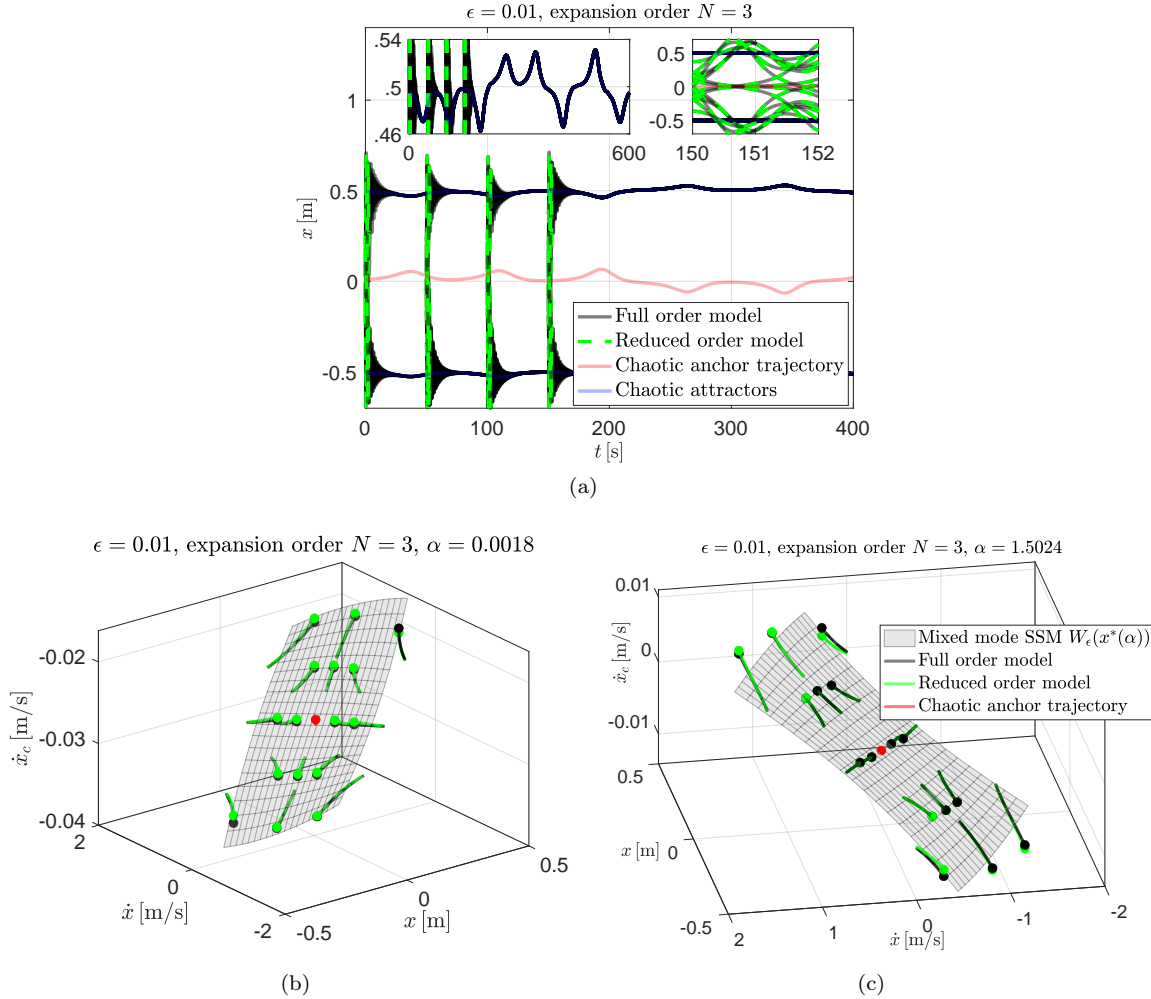 ϵ = 0.01, expansion order N = 3
.54
.5
.46
0
600
0.5
0
-0.5
150
151
152
1
0.5
0
-0.5
x [m]
Full order model
Reduced order model
Chaotic anchor trajectory
Chaotic attractors
0
100
200
300
400
t [s]
(a)
ϵ = 0.01, expansion order N = 3, α = 0.0018
-0.02
-0.03
-0.04
ẋc [m/s]
2
0
-2
ẋ [m/s]
-0.5
0
0.5
x [m]
(b)
ϵ = 0.01, expansion order N = 3, α = 1.5024
0.01
0
-0.01
ẋc [m/s]
Mixed mode SSM Wϵ(x*(α))
Full order model
Reduced order model
Chaotic anchor trajectory
0.5
0
-0.5
x [m]
2
1
0
-1
-2
ẋ [m/s]
(c)